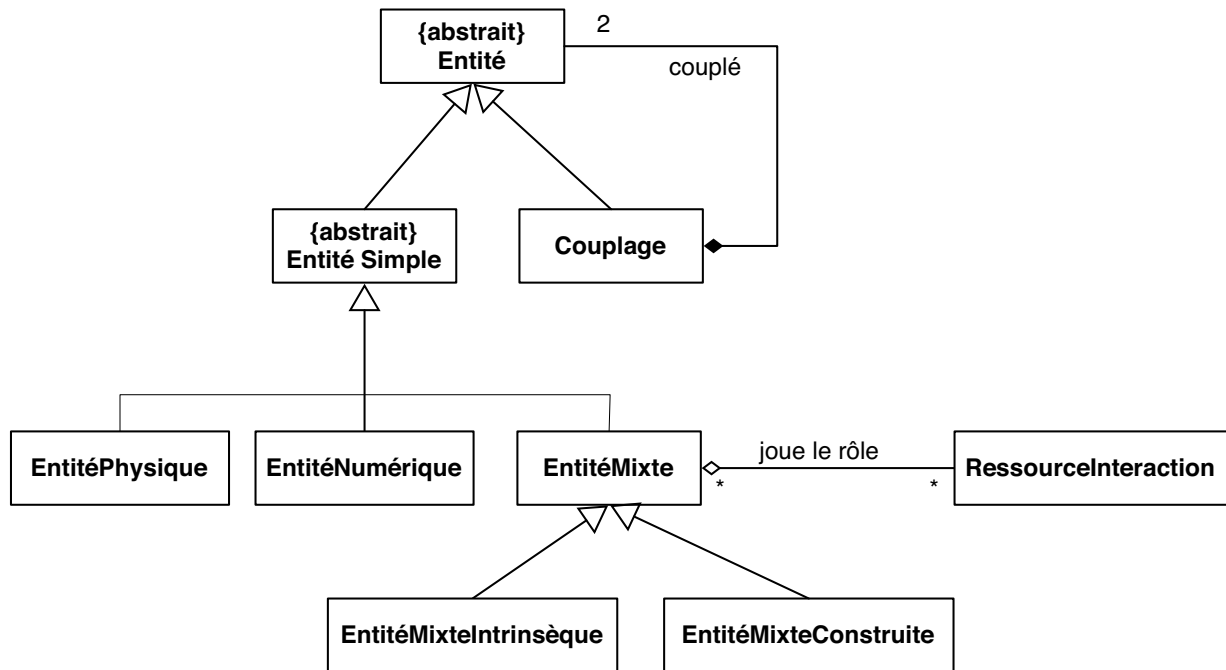 {abstrait}
Entité
2
couplé
{abstrait}
Entité Simple
Couplage
EntitéPhysique
EntitéNumérique
EntitéMixte
joue le rôle
*
*
RessourceInteraction
EntitéMixteIntrinsèque
EntitéMixteConstruite